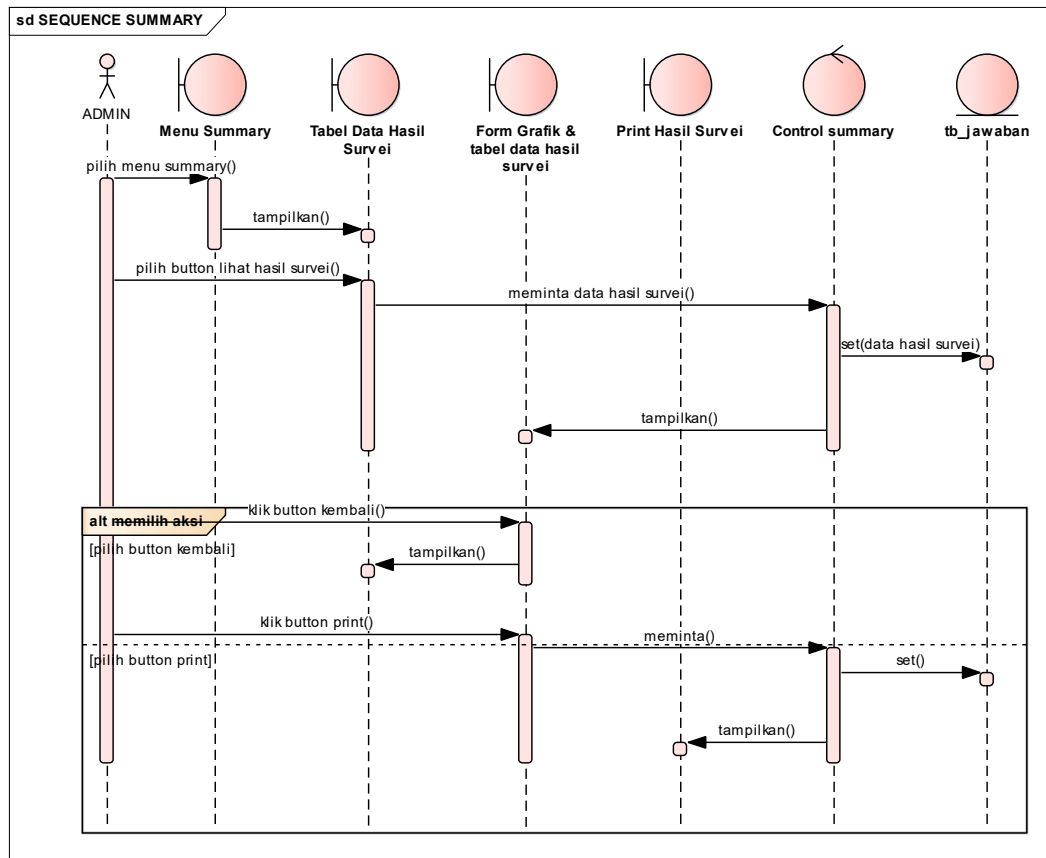 sd SEQUENCE SUMMARY
ADMIN
Menu Summary
Tabel Data Hasil
Survei
Form Grafik &
tabel data hasil
survei
Print Hasil Survei
Control summary
tb_jawaban
pilih menu summary()
tampilkan()
pilih button lihat hasil survei()
meminta data hasil survei()
set(data hasil survei)
tampilkan()
alt memilih aksi
klik button kembali()
[pilih button kembali]
tampilkan()
klik button print()
meminta()
[pilih button print]
set()
tampilkan()